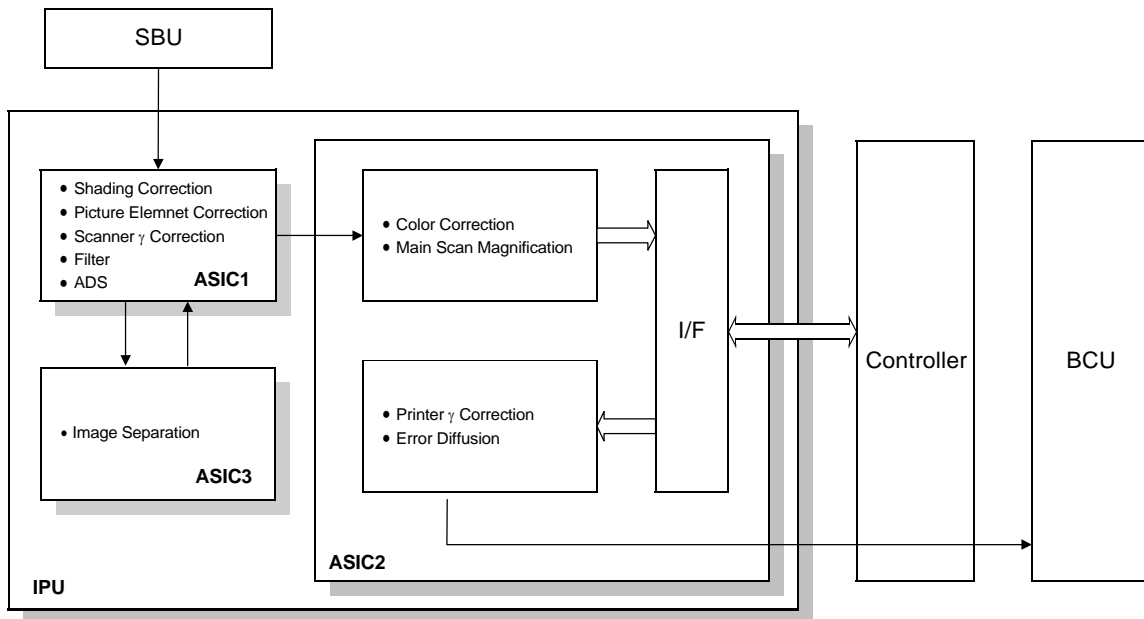 SBU
• Shading Correction
• Picture Elemnet Correction
• Scanner γ Correction
• Filter
• ADS
ASIC1
• Color Correction
• Main Scan Magnification
I/F
Controller
BCU
• Image Separation
ASIC3
• Printer γ Correction
• Error Diffusion
ASIC2
IPU